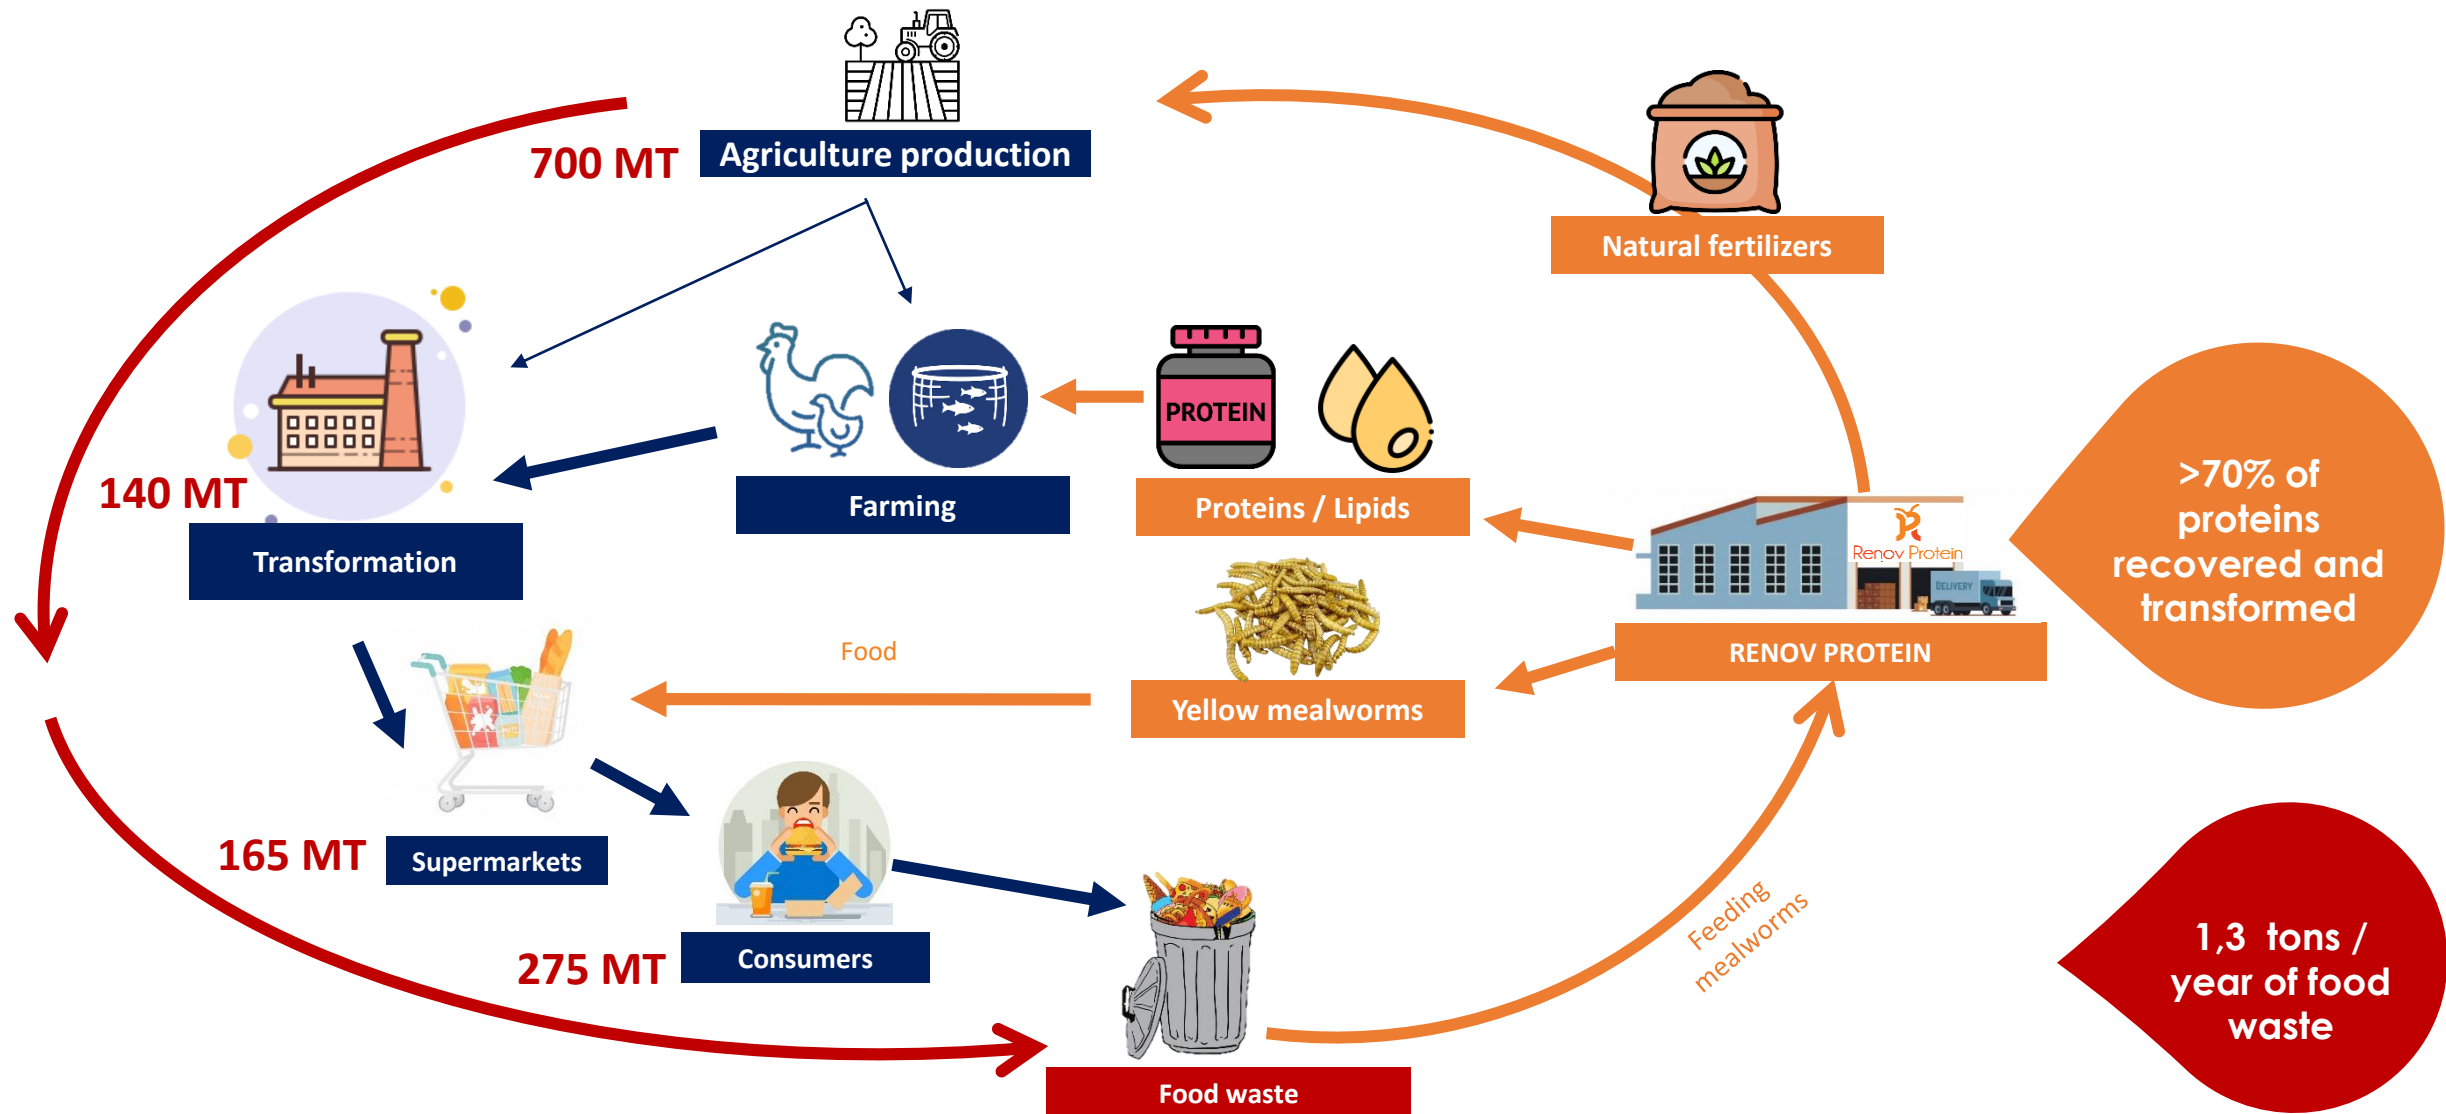 700 MT
Agriculture production
Natural fertilizers
140 MT
Transformation
Farming
PROTEIN
Proteins / Lipids
Renov Protein
DELIVERY
RENOV PROTEIN
>70% of
proteins
recovered and
transformed
Food
Yellow mealworms
165 MT
Supermarkets
275 MT
Consumers
Feeding
mealworms
Food waste
1,3 tons /
year of food
waste